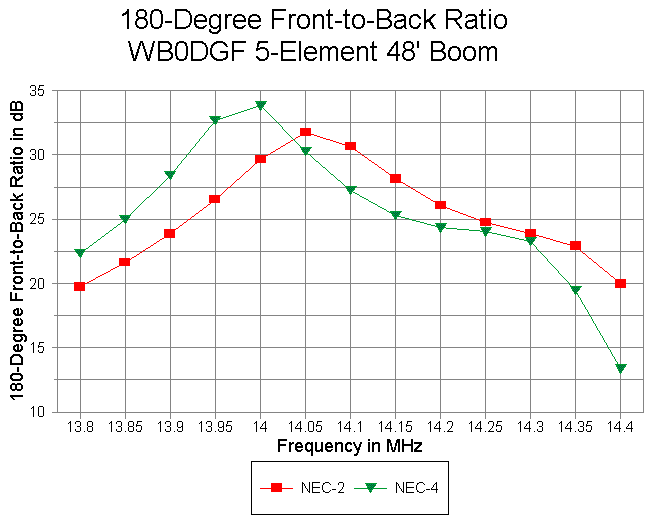 180-Degree Front-to-Back Ratio
WB0DGF 5-Element 48' Boom
180-Degree Front-to-Back Ratio in dB
35
30
25
20
15
10
13.8 13.85 13.9 13.95 14 14.05 14.1 14.15 14.2 14.25 14.3 14.35 14.4
Frequency in MHz
NEC-2 NEC-4